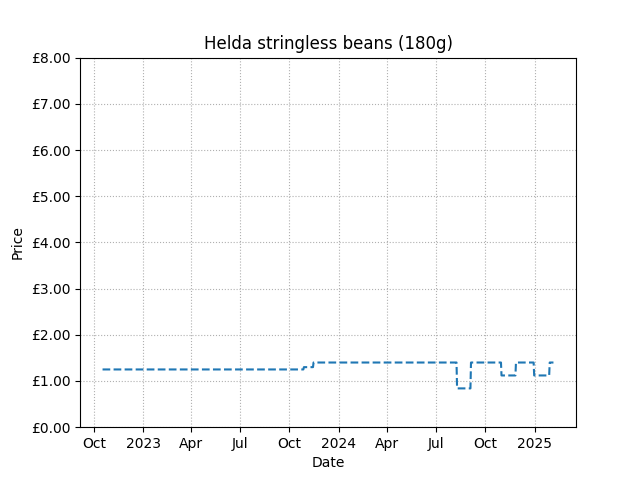 Helda stringless beans (180g)
£8.00
£7.00
£6.00
£5.00
£4.00
£3.00
£2.00
£1.00
£0.00
Price
Oct 2023 Apr Jul Oct 2024 Apr Jul Oct 2025
Date